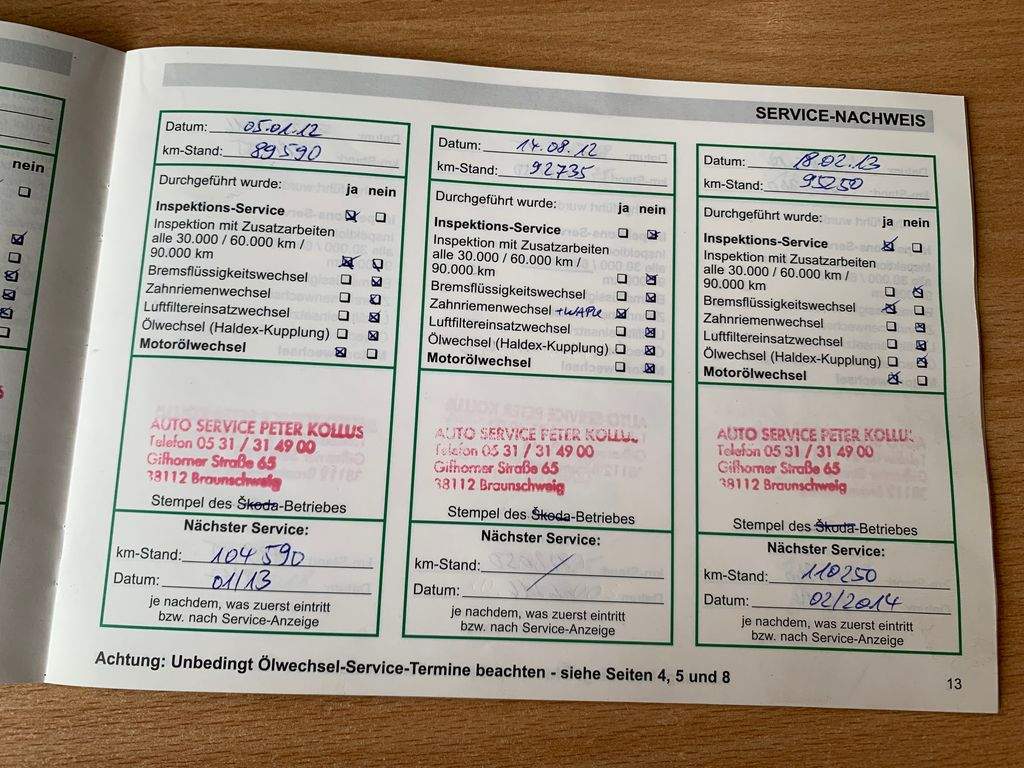 nein
SERVICE-NACHWEIS
Datum: 05.01.12
km-Stand: 89590
Durchgeführt wurde: ja nein
Inspektions-Service
Inspektion mit Zusatzarbeiten
alle 30.000 / 60.000 km /
90.000 km
Bremsflüssigkeitswechsel
Zahnriemenwechsel
Luftfiltereinsatzwechsel
Ölwechsel (Haldex-Kupplung)
Motorölwechsel
AUTO SERVICE PETER KOLLUS
Telefon 05 31 / 31 49 00
Gifhorner Straße 65
38112 Braunschweig
Stempel des Škoda-Betriebes
Nächster Service:
km-Stand: 104590
Datum: 01/13
je nachdem, was zuerst eintritt
bzw. nach Service-Anzeige
Datum: 14.08.12
km-Stand: 92735
Durchgeführt wurde: ja nein
Inspektions-Service
Inspektion mit Zusatzarbeiten
alle 30.000 / 60.000 km /
90.000 km
Bremsflüssigkeitswechsel
Zahnriemenwechsel +WAPU
Luftfiltereinsatzwechsel
Ölwechsel (Haldex-Kupplung)
Motorölwechsel
AUTO SERVICE PETER KOLLUS
Telefon 05 31 / 31 49 00
Gifhorner Straße 65
38112 Braunschweig
Stempel des Škoda-Betriebes
Nächster Service:
km-Stand:
Datum:
je nachdem, was zuerst eintritt
bzw. nach Service-Anzeige
Datum: 18.02.13
km-Stand: 95250
Durchgeführt wurde: ja nein
Inspektions-Service
Inspektion mit Zusatzarbeiten
alle 30.000 / 60.000 km /
90.000 km
Bremsflüssigkeitswechsel
Zahnriemenwechsel
Luftfiltereinsatzwechsel
Ölwechsel (Haldex-Kupplung)
Motorölwechsel
AUTO SERVICE PETER KOLLUS
Telefon 05 31 / 31 49 00
Gifhorner Straße 65
38112 Braunschweig
Stempel des Škoda-Betriebes
Nächster Service:
km-Stand: 110250
Datum: 02/2014
je nachdem, was zuerst eintritt
bzw. nach Service-Anzeige
Achtung: Unbedingt Ölwechsel-Service-Termine beachten - siehe Seiten 4, 5 und 8
13